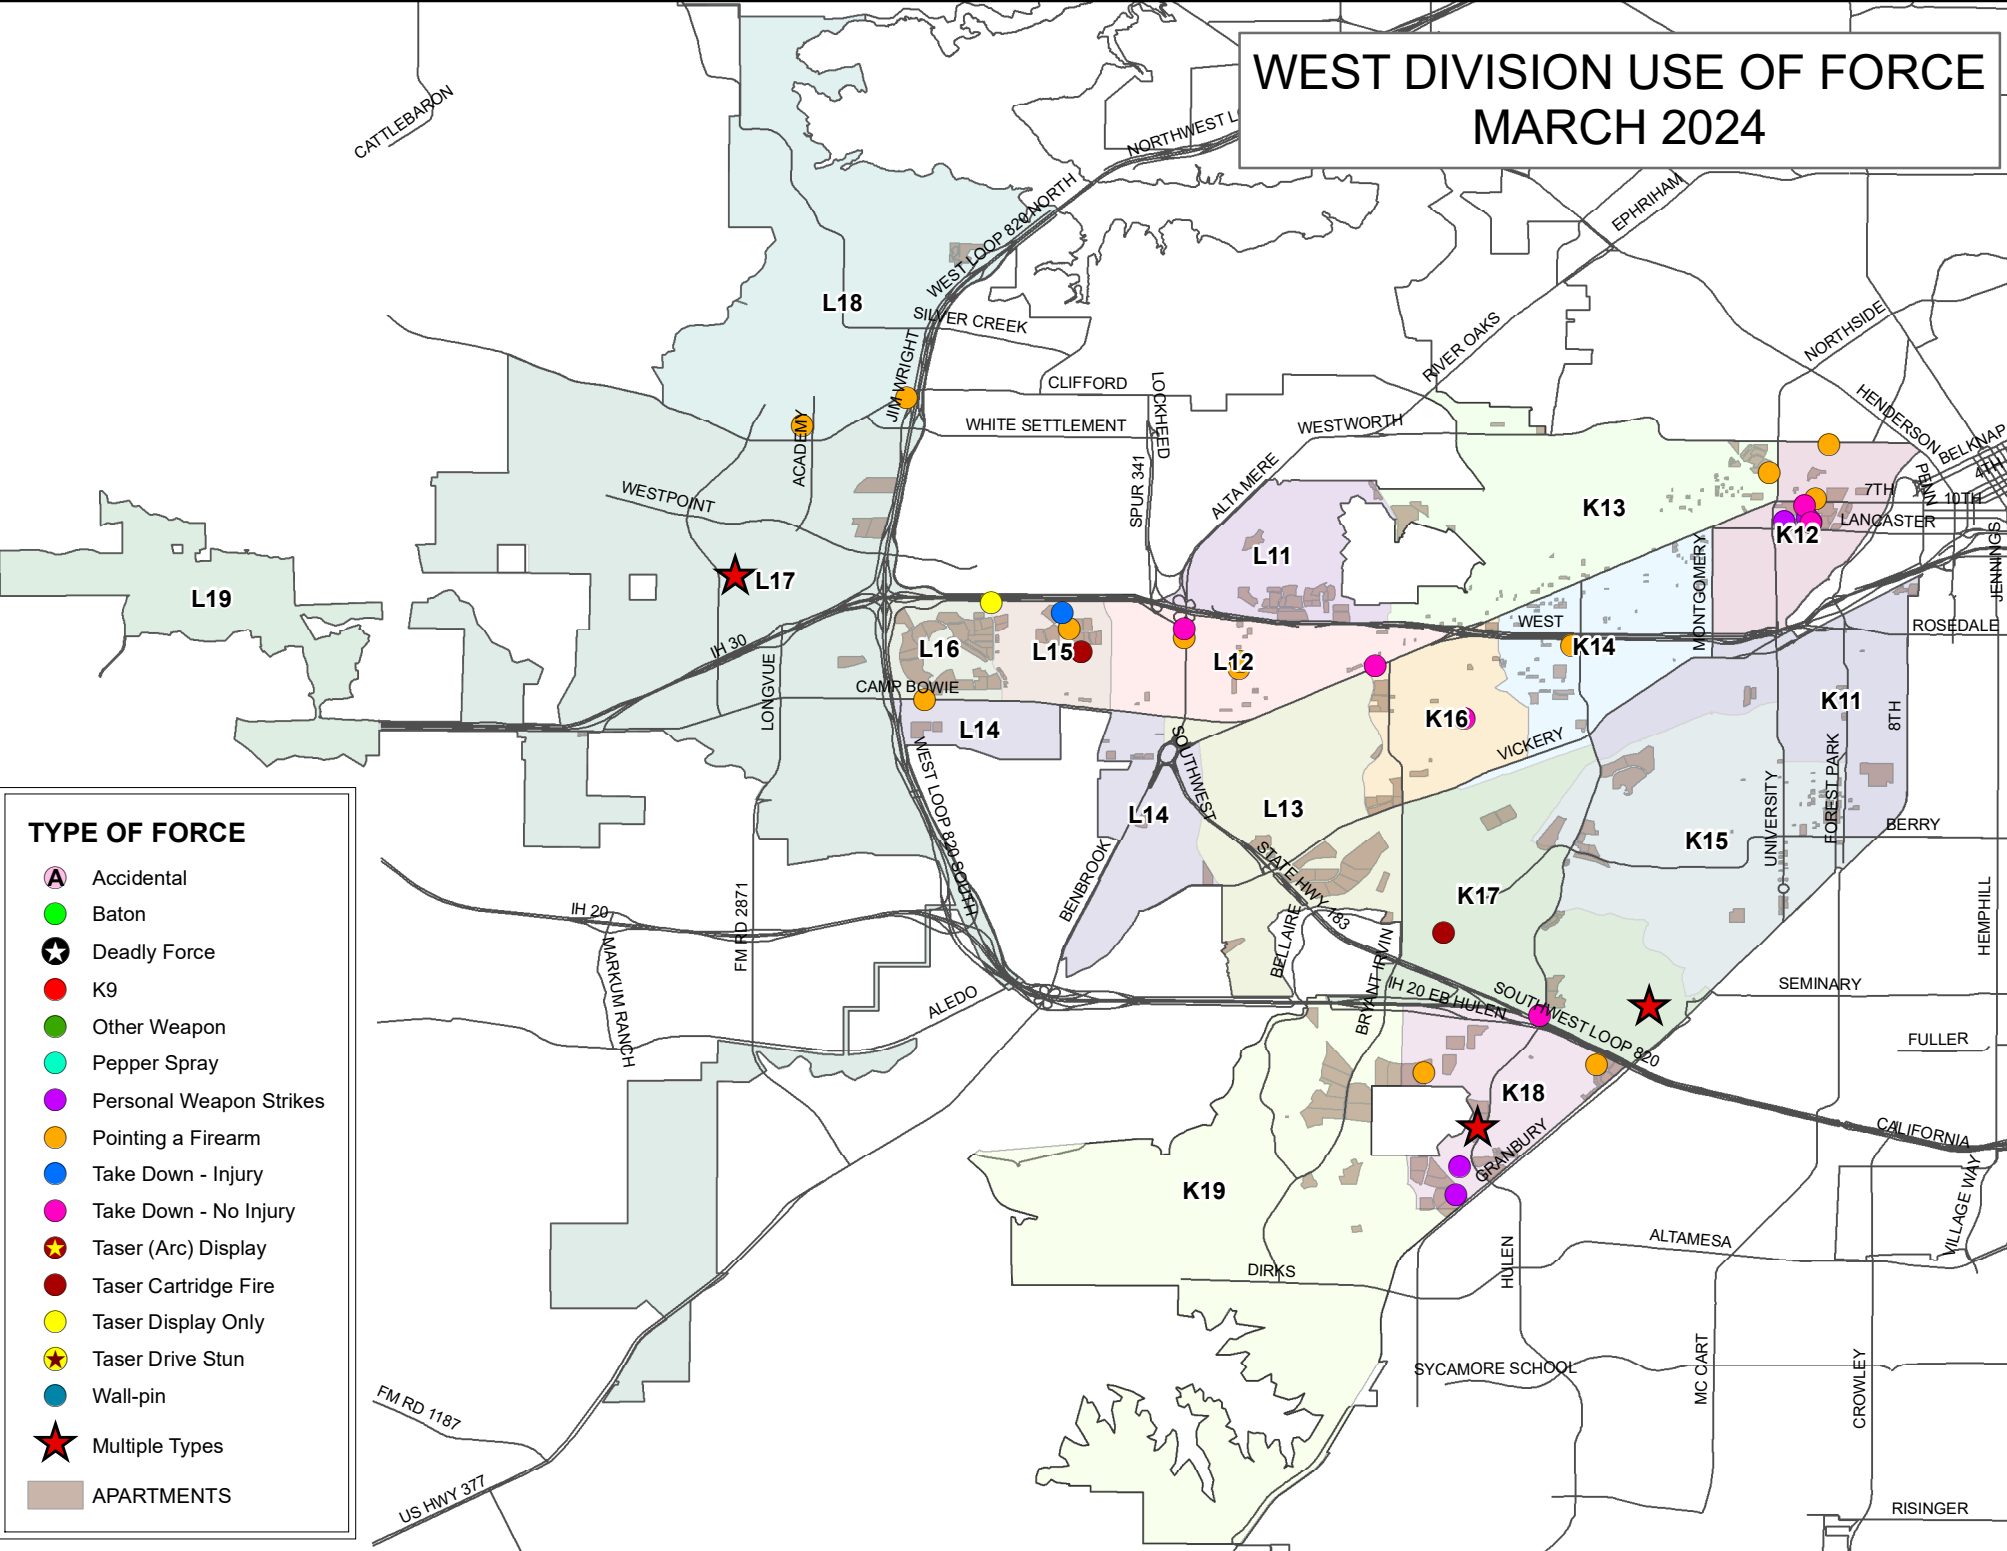 WEST DIVISION USE OF FORCE
MARCH 2024
CATTLEBARON
NORTHWEST L
WEST LOOP 820 NORTH
EPHRIHAM
L18
SILVER CREEK
NORTHSIDE
RIVER OAKS
JIM WRIGHT
CLIFFORD
LOCKHEED
HENDERSON
WHITE SETTLEMENT
WESTWORTH
BELKNAP
4TH
ACADEMY
SPUR 341
ALTA MERE
PENN
7TH
10TH
WESTPOINT
K13
LANCASTER
K12
L11
MONTGOMERY
JENNINGS
L17
L19
WEST
ROSEDALE
IH 30
L16
L15
L12
K14
LONGVUE
CAMP BOWIE
K11
8TH
K16
L14
VICKERY
SOUTHWEST
WEST LOOP 820 SOUTH
UNIVERSITY
FOREST PARK
L14
L13
K15
BERRY
BENBROOK
STATE HWY 183
K17
FM RD 2871
IH 20
HEMPHILL
MARKUM RANCH
BELLAIRE
BRYANT IRVIN
SEMINARY
ALEDO
IH 20 EB HULEN
SOUTHWEST LOOP 820
FULLER
K18
CALIFORNIA
GRANBURY
K19
VILLAGE WAY
ALTAMESA
HULEN
DIRKS
SYCAMORE SCHOOL
MC CART
CROWLEY
FM RD 1187
US HWY 377
RISINGER
TYPE OF FORCE
A Accidental
Baton
Deadly Force
K9
Other Weapon
Pepper Spray
Personal Weapon Strikes
Pointing a Firearm
Take Down - Injury
Take Down - No Injury
Taser (Arc) Display
Taser Cartridge Fire
Taser Display Only
Taser Drive Stun
Wall-pin
Multiple Types
APARTMENTS